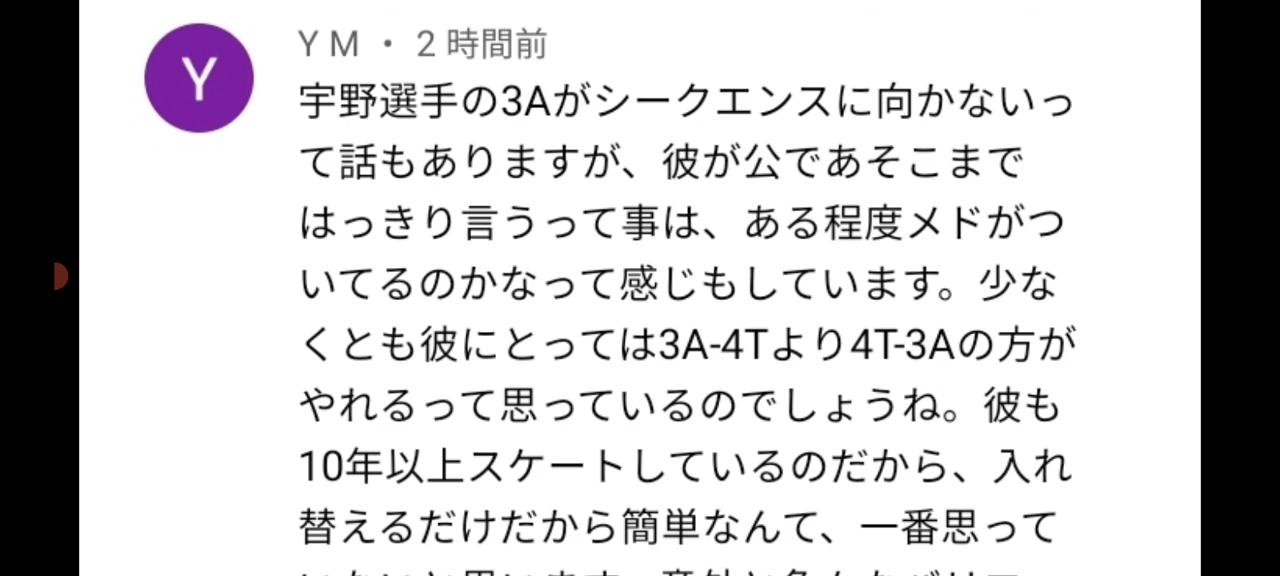 Y
Y M ・ 2 時間前
宇野選手の3Aがシークエンスに向かないっ
て話もありますが、彼が公であそこまで
はっきり言うって事は、ある程度メドがつ
いてるのかなって感じもしています。少な
くとも彼にとっては3A-4Tより4T-3Aの方が
やれるって思っているのでしょうね。彼も
10年以上スケートしているのだから、入れ
替えるだけだから簡単なんて、一番思って